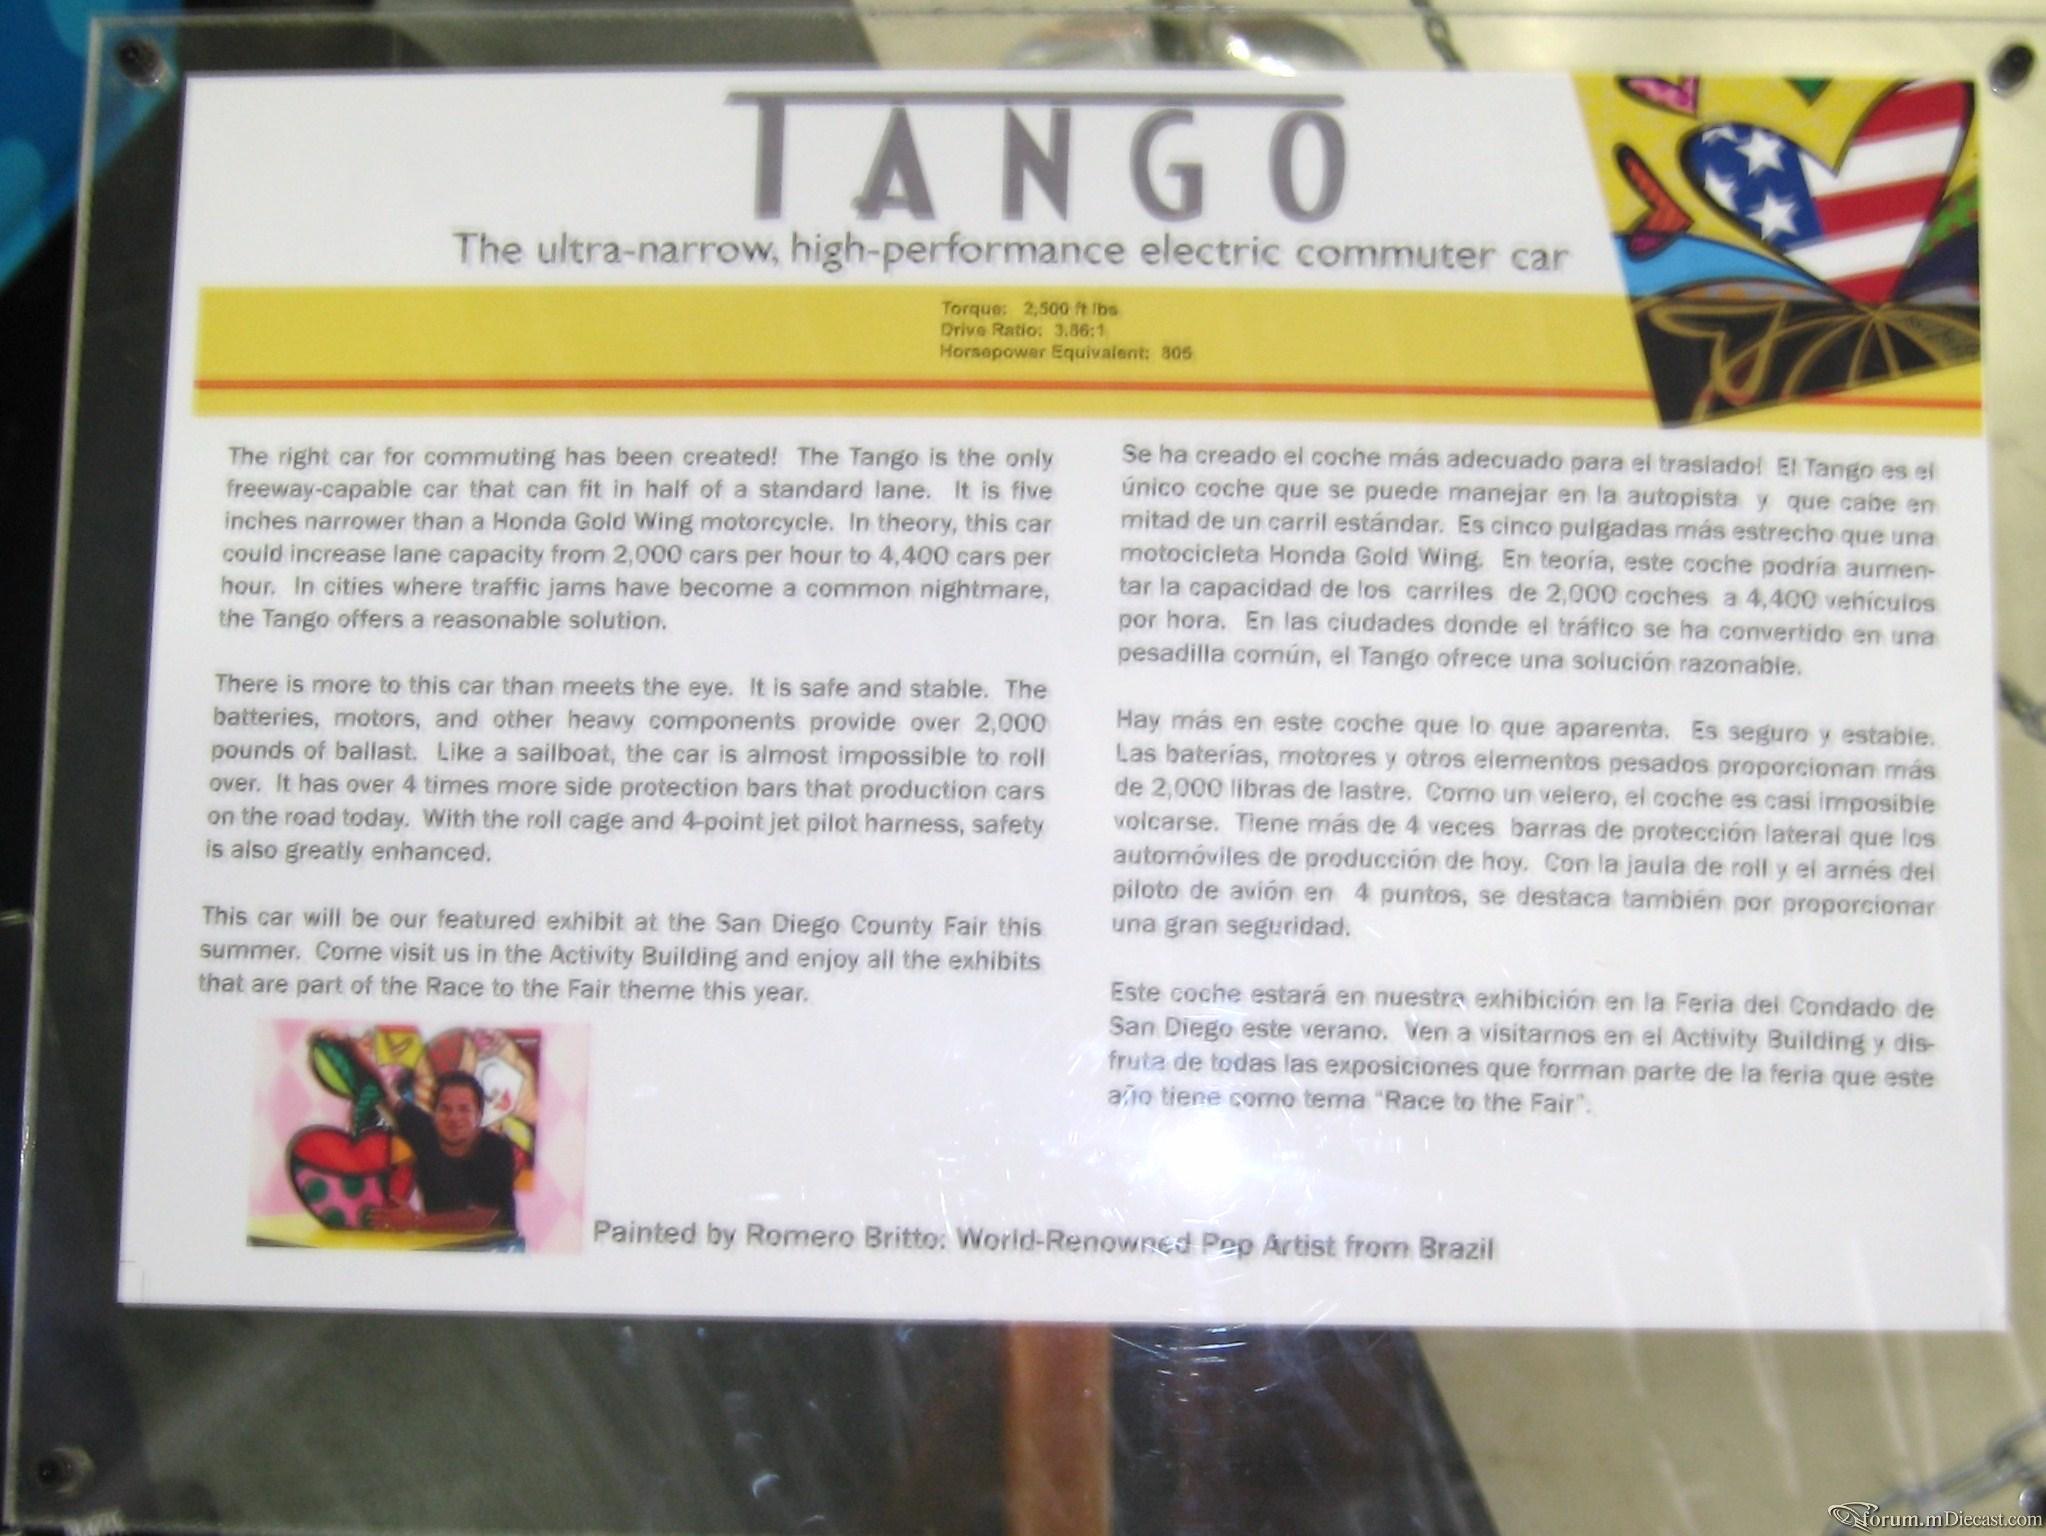 TANGO
The ultra-narrow, high-performance electric commuter car
Torque: 2,500 ft lbs
Drive Ratio: 3.86:1
Horsepower Equivalent: 805
The right car for commuting has been created! The Tango is the only
freeway-capable car that can fit in half of a standard lane. It is five
inches narrower than a Honda Gold Wing motorcycle. In theory, this car
could increase lane capacity from 2,000 cars per hour to 4,400 cars per
hour. In cities where traffic jams have become a common nightmare,
the Tango offers a reasonable solution.
There is more to this car than meets the eye. It is safe and stable. The
batteries, motors, and other heavy components provide over 2,000
pounds of ballast. Like a sailboat, the car is almost impossible to roll
over. It has over 4 times more side protection bars that production cars
on the road today. With the roll cage and 4-point jet pilot harness, safety
is also greatly enhanced.
This car will be our featured exhibit at the San Diego County Fair this
summer. Come visit us in the Activity Building and enjoy all the exhibits
that are part of the Race to the Fair theme this year.
Se ha creado el coche más adecuado para el traslado! El Tango es el
único coche que se puede manejar en la autopista y que cabe en
mitad de un carril estándar. Es cinco pulgadas más estrecho que una
motocicleta Honda Gold Wing. En teoría, este coche podría aumen-
tar la capacidad de los carriles de 2,000 coches a 4,400 vehículos
por hora. En las ciudades donde el tráfico se ha convertido en una
pesadilla común, el Tango ofrece una solución razonable.
Hay más en este coche que lo que aparenta. Es seguro y estable.
Las baterías, motores y otros elementos pesados proporcionan más
de 2,000 libras de lastre. Como un velero, el coche es casi imposible
volcarse. Tiene más de 4 veces barras de protección lateral que los
automóviles de producción de hoy. Con la jaula de roll y el arnés del
piloto de avión en 4 puntos, se destaca también por proporcionar
una gran seguridad.
Este coche estará en nuestra exhibición en la Feria del Condado de
San Diego este verano. Ven a visitarnos en el Activity Building y dis-
fruta de todas las exposiciones que forman parte de la feria que este
año tiene como tema "Race to the Fair".
Painted by Romero Britto: World-Renowned Pop Artist from Brazil
forum.mDiecast.com